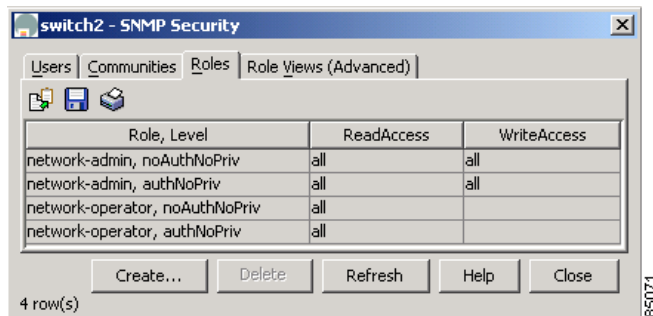 switch2 - SNMP Security
Users Communities Roles Role Views (Advanced)
Role, Level ReadAccess WriteAccess
network-admin, noAuthNoPriv all all
network-admin, authNoPriv all all
network-operator, noAuthNoPriv all
network-operator, authNoPriv all
Create... Delete Refresh Help Close
4 row(s)
85071